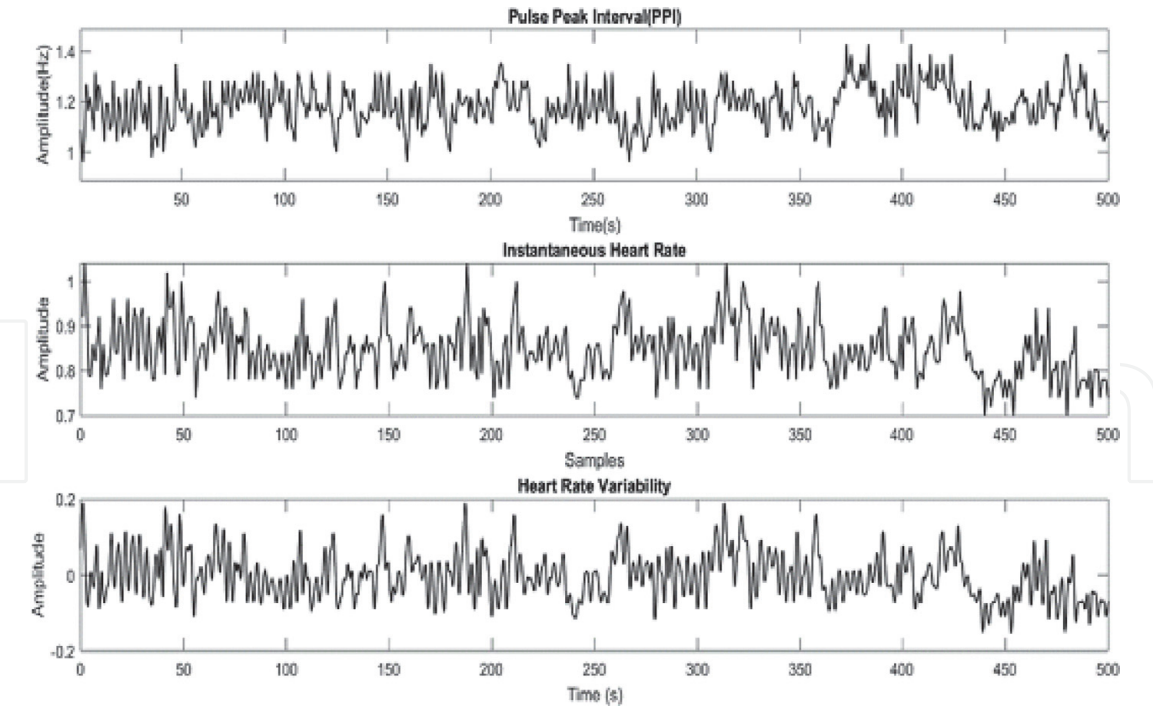 Pulse Peak Interval(PPI)
Amplitude(Hz)
1.4
1.2
1
50 100 150 200 250 300 350 400 450 500
Time(s)
Instantaneous Heart Rate
Amplitude
1
0.9
0.8
0.7
0 50 100 150 200 250 300 350 400 450 500
Samples
Heart Rate Variability
Amplitude
0.2
0
-0.2
0 50 100 150 200 250 300 350 400 450 500
Time (s)